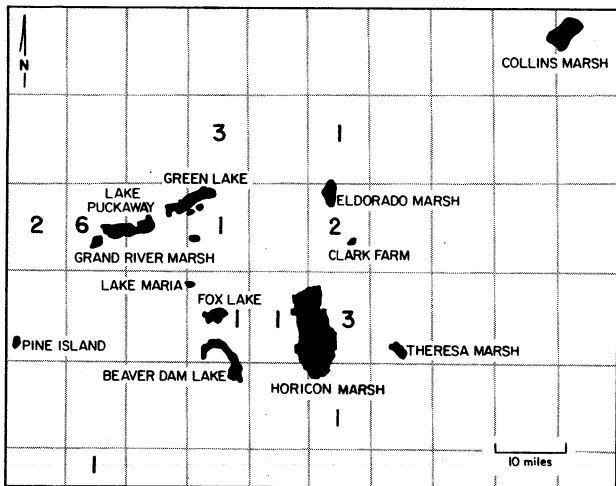 N
COLLINS MARSH
3
1
GREEN LAKE
LAKE
PUCKAWAY
ELDORADO MARSH
2
6
1
2
GRAND RIVER MARSH
CLARK FARM
LAKE MARIA
FOX LAKE
1
1
3
PINE ISLAND
THERESA MARSH
BEAVER DAM LAKE
HORICON MARSH
1
10 miles
1